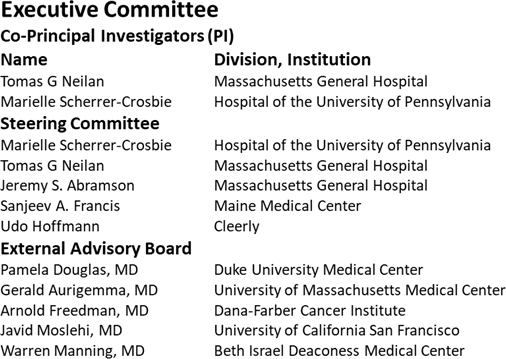 Executive Committee
Co-Principal Investigators (PI)
Name Division, Institution
Tomas G Neilan Massachusetts General Hospital
Marielle Scherrer-Crosbie Hospital of the University of Pennsylvania
Steering Committee
Marielle Scherrer-Crosbie Hospital of the University of Pennsylvania
Tomas G Neilan Massachusetts General Hospital
Jeremy S. Abramson Massachusetts General Hospital
Sanjeev A. Francis Maine Medical Center
Udo Hoffmann Cleerly
External Advisory Board
Pamela Douglas, MD Duke University Medical Center
Gerald Aurigemma, MD University of Massachusetts Medical Center
Arnold Freedman, MD Dana-Farber Cancer Institute
Javid Moslehi, MD University of California San Francisco
Warren Manning, MD Beth Israel Deaconess Medical Center